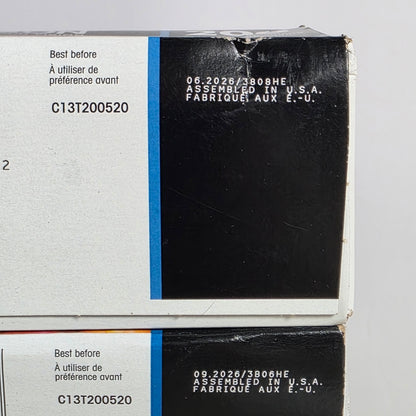 Best before
À utiliser de
préférence avant
C13T200520
06.2026/3808HE
ASSEMBLED IN U.S.A.
FABRIQUÉ AUX É.-U.
2
Best before
À utiliser de
préférence avant
C13T200520
09.2026/3B06HE
ASSEMBLED IN U.S.A.
FABRIQUÉ AUX É.-U.